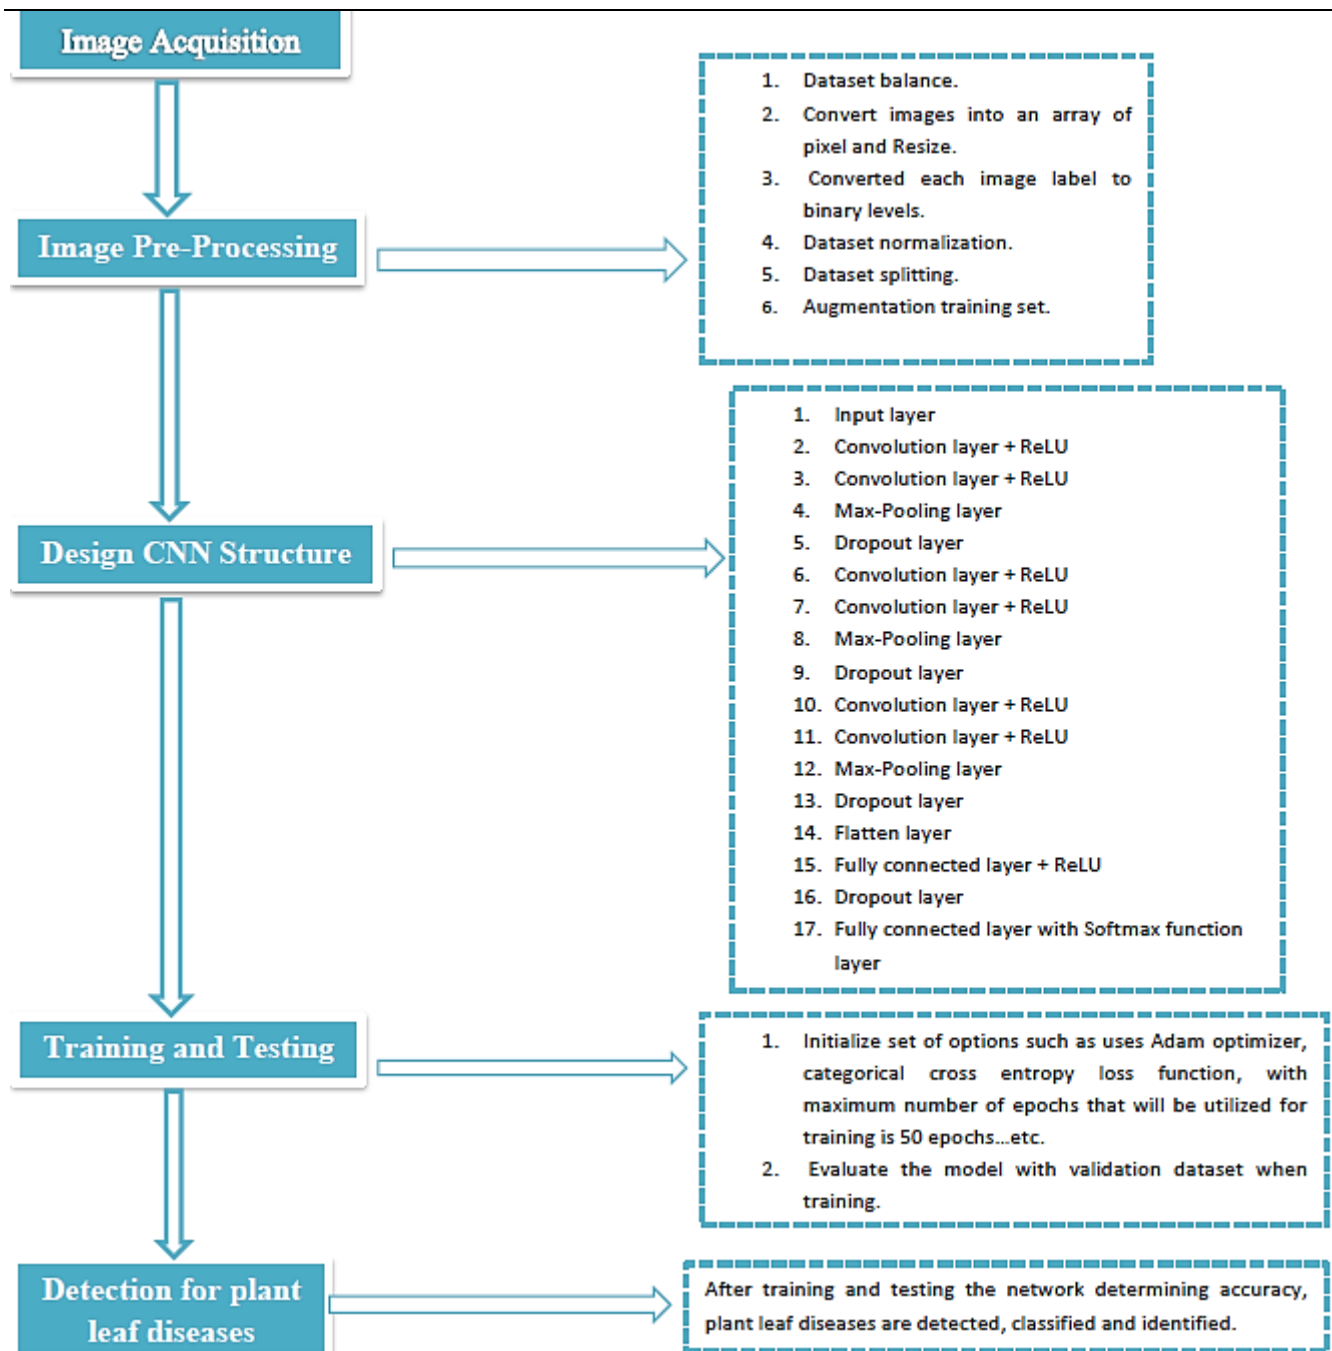 Image Acquisition
1. Dataset balance.
2. Convert images into an array of
pixel and Resize.
3. Converted each image label to
binary levels.
4. Dataset normalization.
5. Dataset splitting.
6. Augmentation training set.
Image Pre-Processing
1. Input layer
2. Convolution layer + ReLU
3. Convolution layer + ReLU
4. Max-Pooling layer
5. Dropout layer
6. Convolution layer + ReLU
7. Convolution layer + ReLU
8. Max-Pooling layer
9. Dropout layer
10. Convolution layer + ReLU
11. Convolution layer + ReLU
12. Max-Pooling layer
13. Dropout layer
14. Flatten layer
15. Fully connected layer + ReLU
16. Dropout layer
17. Fully connected layer with Softmax function
layer
Design CNN Structure
Training and Testing
1. Initialize set of options such as uses Adam optimizer,
categorical cross entropy loss function, with
maximum number of epochs that will be utilized for
training is 50 epochs...etc.
2. Evaluate the model with validation dataset when
training.
Detection for plant
leaf diseases
After training and testing the network determining accuracy,
plant leaf diseases are detected, classified and identified.